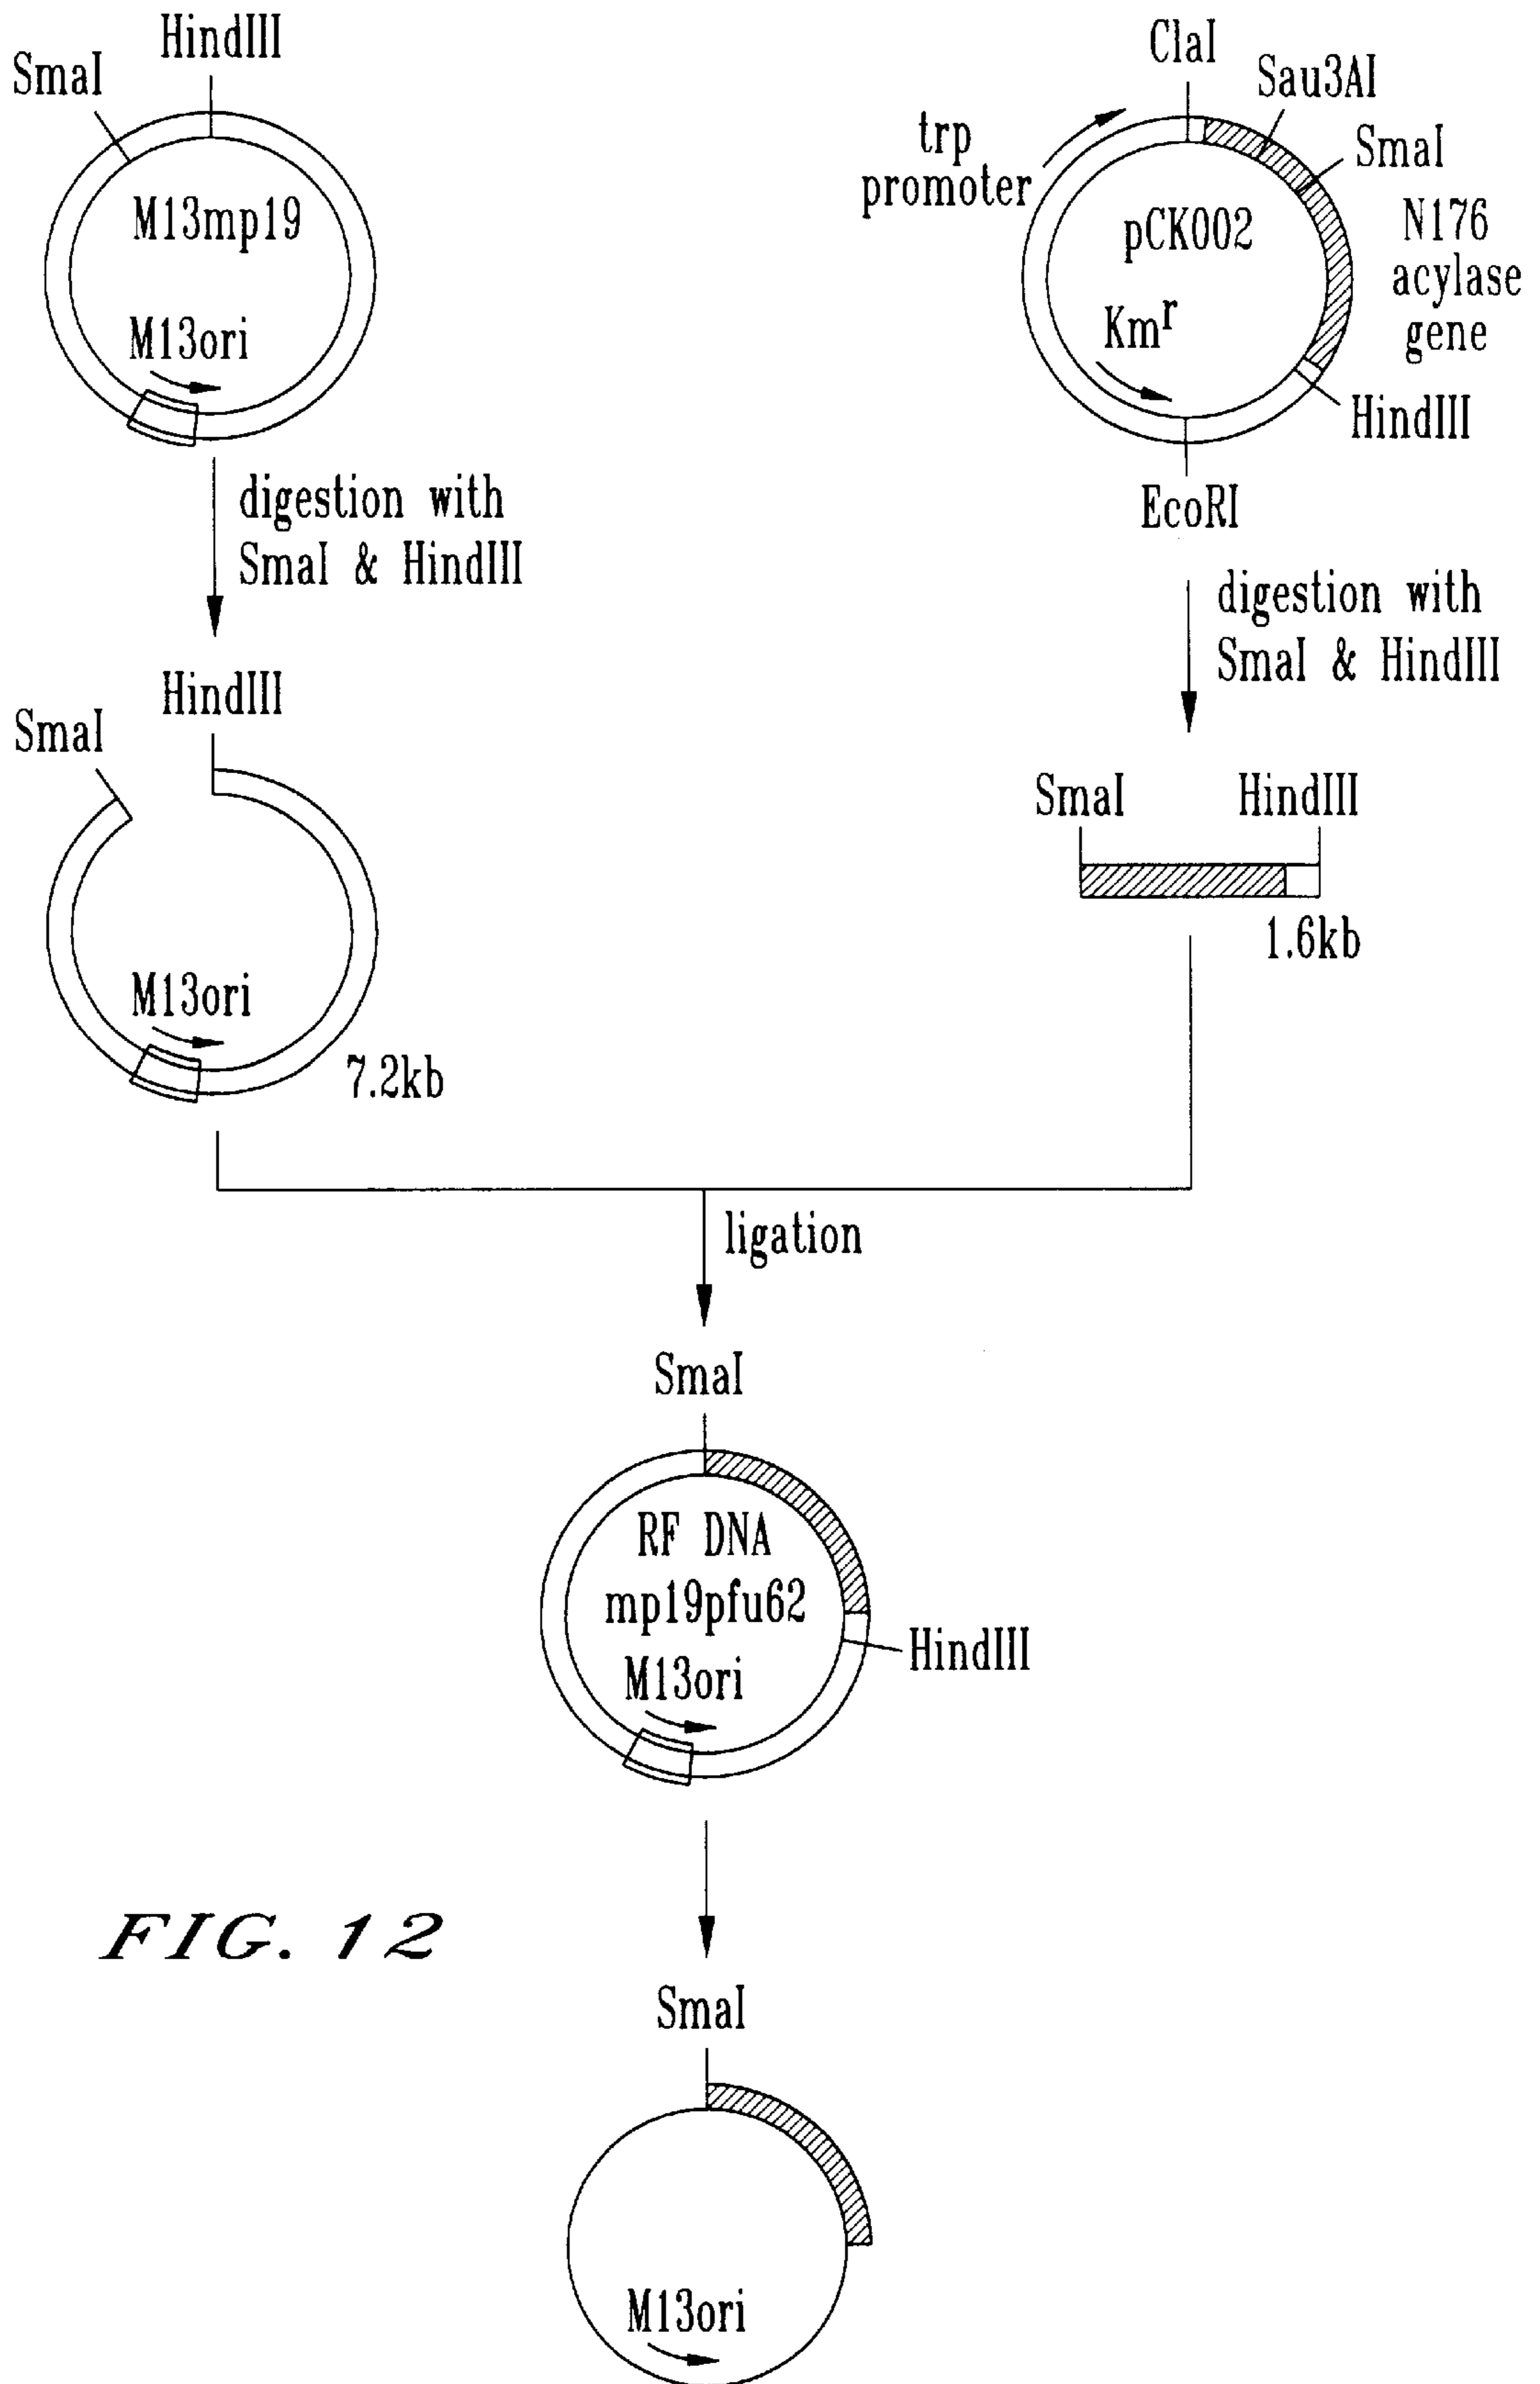 HindIII
SmaI
M13mp19
M13ori
digestion with
SmaI & HindIII
HindIII
SmaI
M13ori
7.2kb
ClaI
Sau3AI
SmaI
trp
promoter
pCK002
N176
acylase
gene
Kmr
HindIII
EcoRI
digestion with
SmaI & HindIII
SmaI HindIII
1.6kb
ligation
SmaI
RF DNA
mp19pfu62
M13ori
HindIII
FIG. 12
SmaI
M13ori